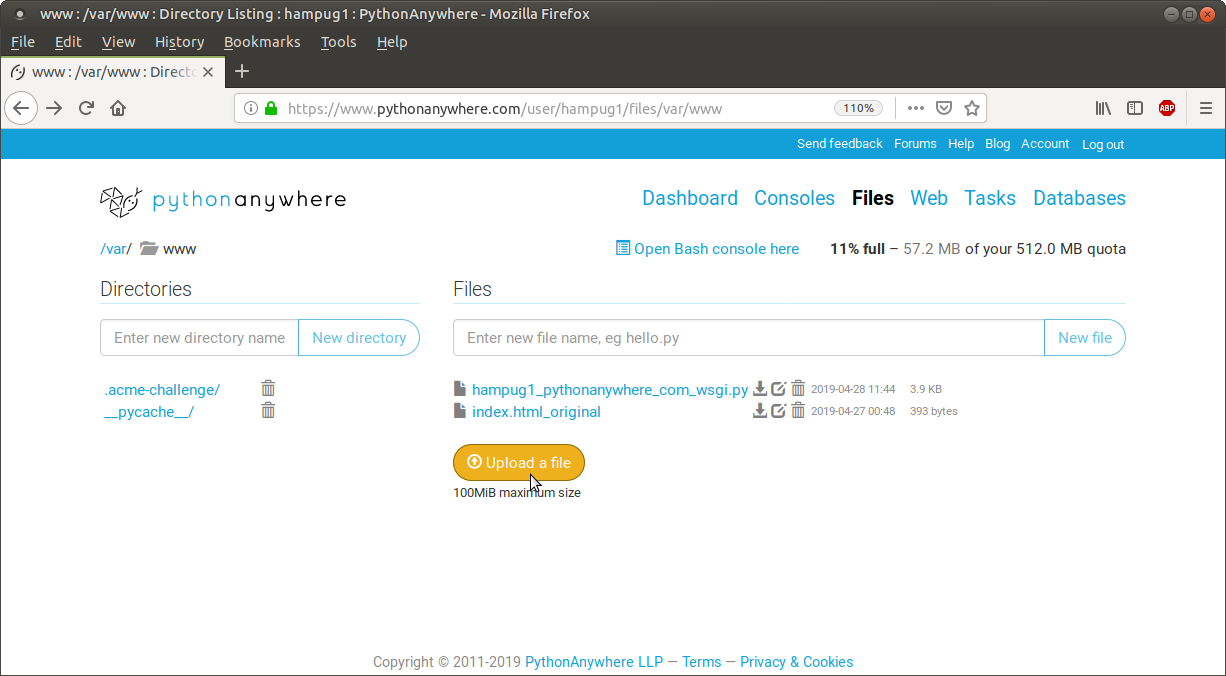 www : /var/www : Directory Listing : hampug1 : PythonAnywhere - Mozilla Firefox
File Edit View History Bookmarks Tools Help
www : /var/www : Directo
https://www.pythonanywhere.com/user/hampug1/files/var/www 110% ABP
Send feedback Forums Help Blog Account Log out
pythonanywhere Dashboard Consoles Files Web Tasks Databases
/var/ www Open Bash console here 11% full – 57.2 MB of your 512.0 MB quota
Directories Files
Enter new directory name New directory Enter new file name, eg hello.py New file
.acme-challenge/ hampug1_pythonanywhere_com_wsgi.py 2019-04-28 11:44 3.9 KB
__pycache__/ index.html_original 2019-04-27 00:48 393 bytes
Upload a file
100MiB maximum size
Copyright © 2011-2019 PythonAnywhere LLP — Terms — Privacy & Cookies